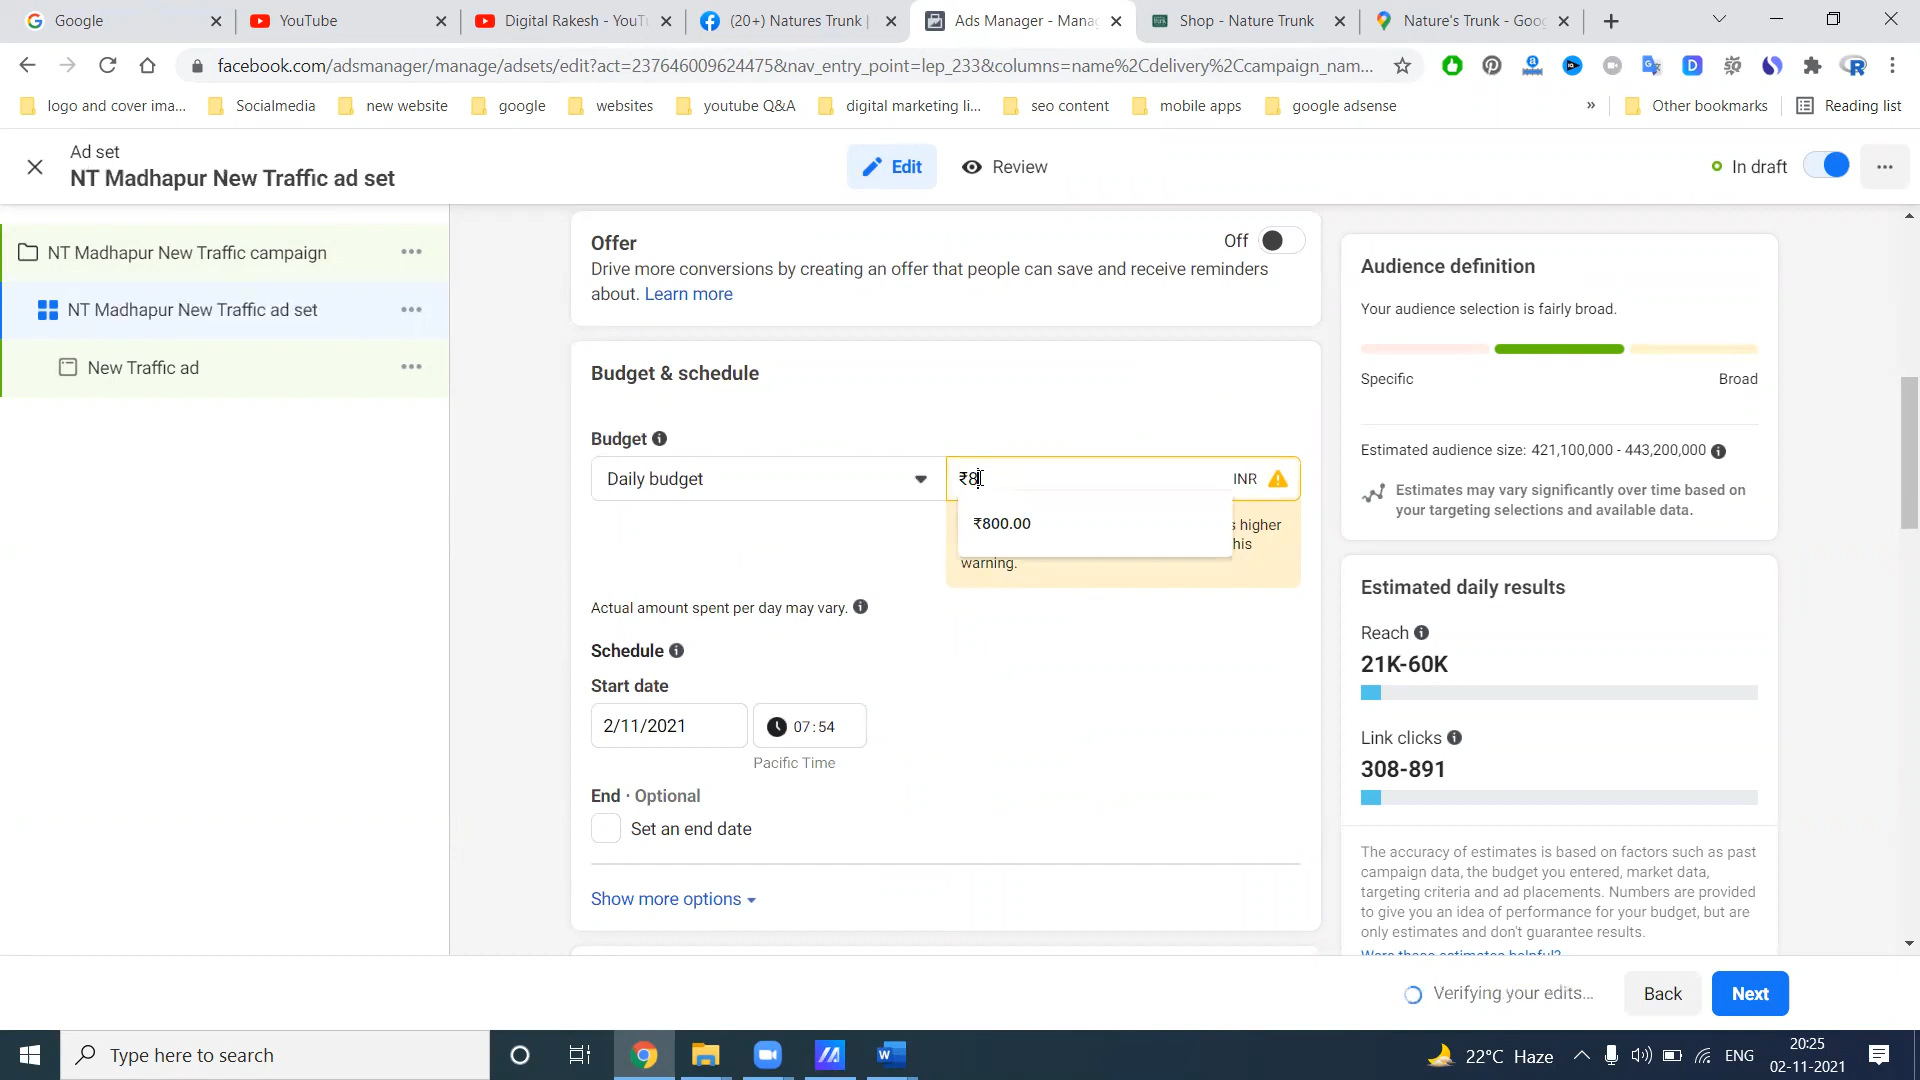 Google
YouTube
Digital Rakesh - YouT
(20+) Natures Trunk |
Ads Manager - Manag
Shop - Nature Trunk
Nature's Trunk - Goog
facebook.com/adsmanager/manage/adsets/edit?act=237646009624475&nav_entry_point=lep_233&columns=name%2Cdelivery%2Ccampaign_nam...
logo and cover ima...
Socialmedia
new website
google
websites
youtube Q&A
digital marketing li...
seo content
mobile apps
google adsense
»
Other bookmarks
Reading list
Ad set
NT Madhapur New Traffic ad set
Edit
Review
In draft
NT Madhapur New Traffic campaign
NT Madhapur New Traffic ad set
New Traffic ad
Offer
Off
Drive more conversions by creating an offer that people can save and receive reminders
about. Learn more
Budget & schedule
Budget
Daily budget
₹8
INR
₹800.00
s higher
his
warning.
Actual amount spent per day may vary.
Schedule
Start date
2/11/2021
07:54
Pacific Time
End · Optional
Set an end date
Show more options
Audience definition
Your audience selection is fairly broad.
Specific
Broad
Estimated audience size: 421,100,000 - 443,200,000
Estimates may vary significantly over time based on
your targeting selections and available data.
Estimated daily results
Reach
21K-60K
Link clicks
308-891
The accuracy of estimates is based on factors such as past
campaign data, the budget you entered, market data,
targeting criteria and ad placements. Numbers are provided
to give you an idea of performance for your budget, but are
only estimates and don't guarantee results.
Were these estimates helpful?
Verifying your edits...
Back
Next
Type here to search
22°C Haze
ENG
20:25
02-11-2021